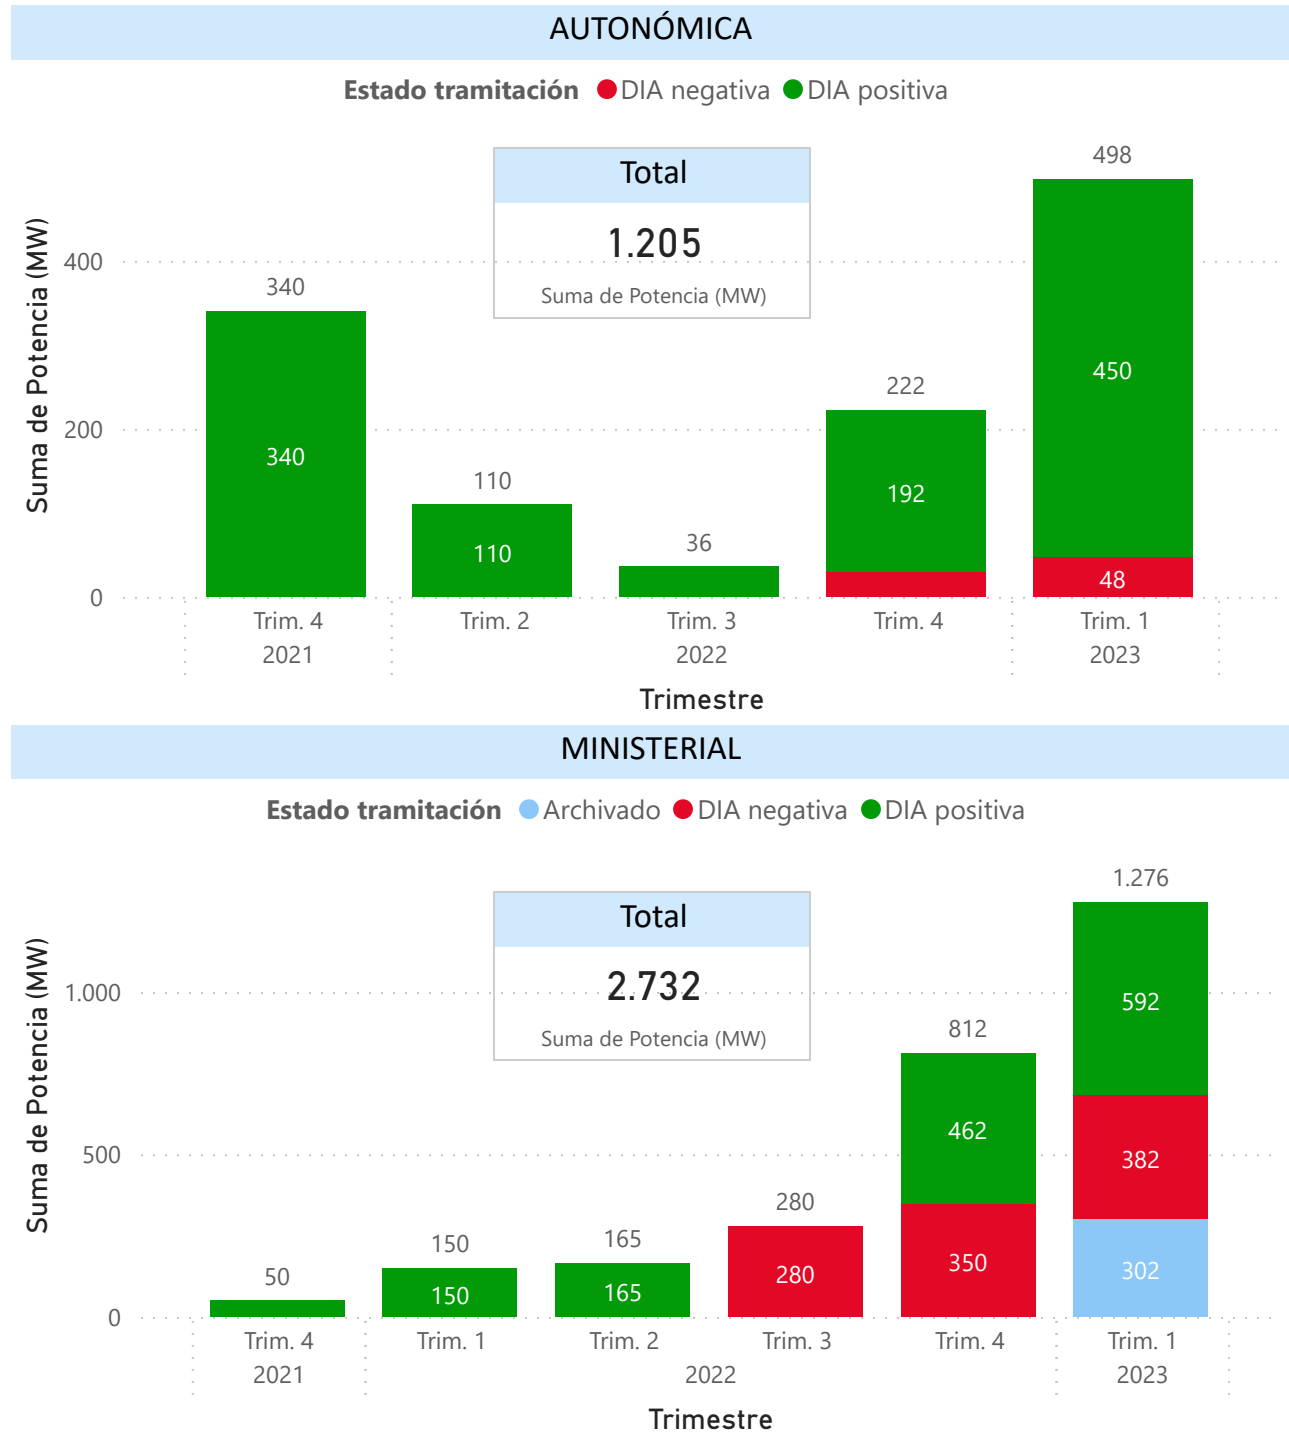 AUTONÓMICA
Estado tramitación DIA negativa DIA positiva
Total
1.205
Suma de Potencia (MW)
Suma de Potencia (MW)
400
200
0
340
340
110
110
36
222
192
498
450
48
Trim. 4 Trim. 2 Trim. 3 Trim. 4 Trim. 1
2021 2022 2023
Trimestre
MINISTERIAL
Estado tramitación Archivado DIA negativa DIA positiva
Total
2.732
Suma de Potencia (MW)
Suma de Potencia (MW)
1.000
500
0
50
150
150
165
165
280
280
812
462
350
1.276
592
382
302
Trim. 4 Trim. 1 Trim. 2 Trim. 3 Trim. 4 Trim. 1
2021 2022 2023
Trimestre